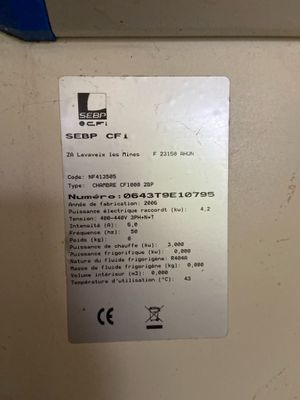 SEBP
CFi
SEBP CFi
ZA Lavaveix les Mines F 23150 AHUN
Code: NF413505
Type: CHAMBRE CF1000 2BP
Numéro: 0643T9E10795
Année de fabrication: 2006
Puissance électrique raccordt (kw): 4,2
Tension: 400-440V 3PH+N+T
Intensité (A): 6,0
Fréquence (hz): 50
Poids (kg): 0
Puissance de chauffe (kw): 3,000
Puissance frigorifique (kw): 0,000
Nature du fluide frigorigène: R404A
Masse de fluide frigorigène (kg): 0,000
Volume intérieur (m3): 0,000
Température d'utilisation (°C): 43
CE